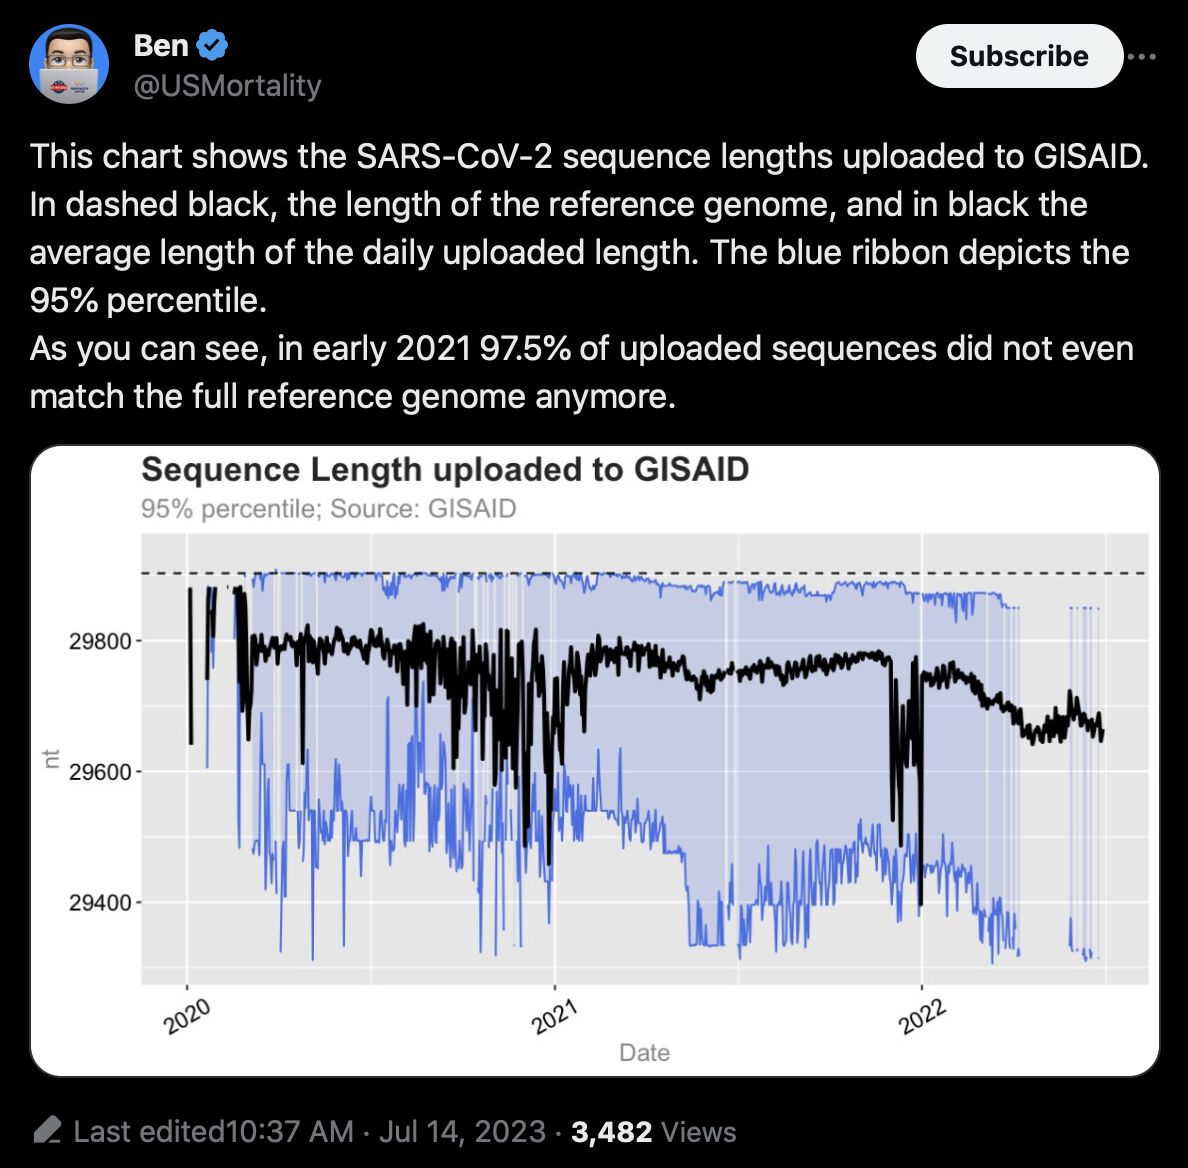 Ben
Subscribe
@USMortality
This chart shows the SARS-CoV-2 sequence lengths uploaded to GISAID.
In dashed black, the length of the reference genome, and in black the
average length of the daily uploaded length. The blue ribbon depicts the
95% percentile.
As you can see, in early 2021 97.5% of uploaded sequences did not even
match the full reference genome anymore.
Sequence Length uploaded to GISAID
95% percentile; Source: GISAID
nt
29800
29600
29400
2020
2021
2022
Date
Last edited10:37 AM · Jul 14, 2023 · 3,482 Views